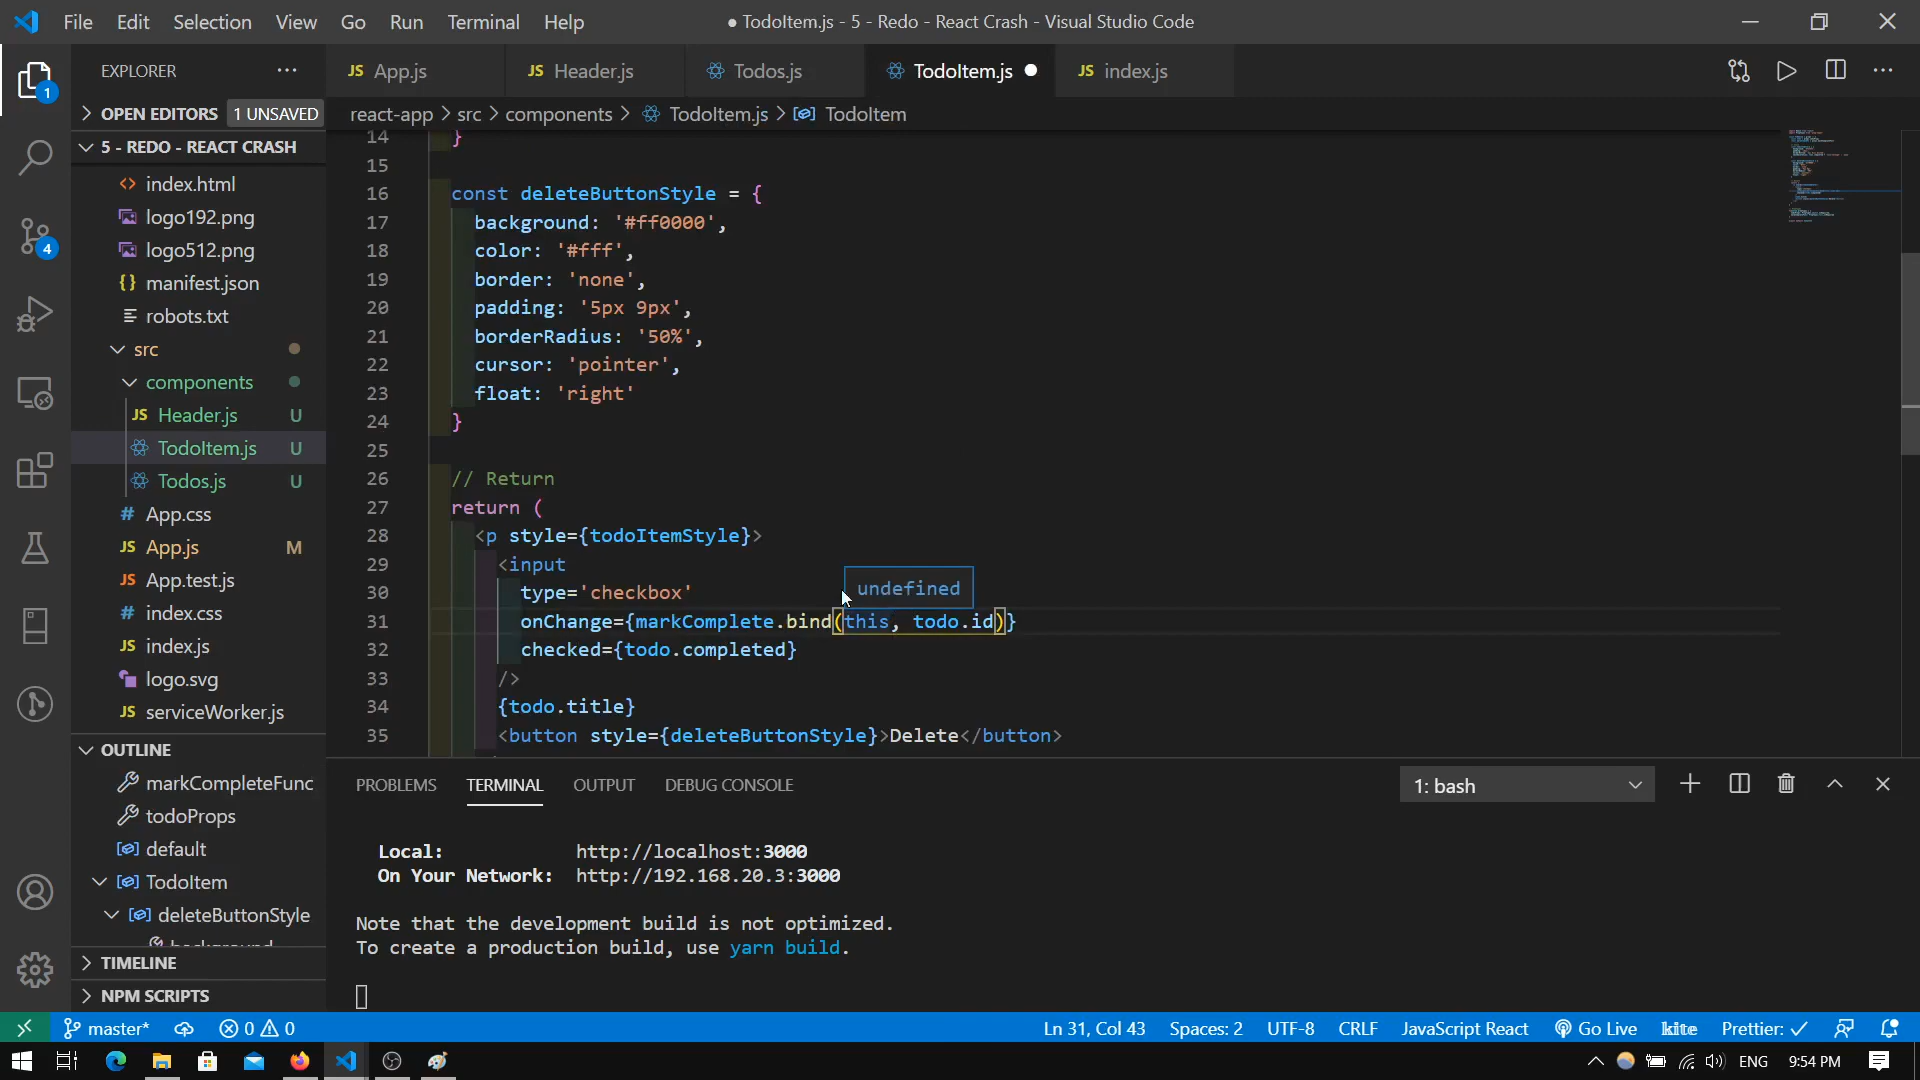 File Edit Selection View Go Run Terminal Help
● TodoItem.js - 5 - Redo - React Crash - Visual Studio Code
EXPLORER
1
OPEN EDITORS 1 UNSAVED
5 - REDO - REACT CRASH
index.html
logo192.png
logo512.png
4
{} manifest.json
robots.txt
src
components
JS Header.js U
TodoItem.js U
Todos.js U
# App.css
JS App.js M
JS App.test.js
# index.css
JS index.js
logo.svg
JS serviceWorker.js
OUTLINE
markCompleteFunc
todoProps
default
TodoItem
deleteButtonStyle
TIMELINE
NPM SCRIPTS
JS App.js
JS Header.js
Todos.js
TodoItem.js ●
JS index.js
react-app > src > components > TodoItem.js > TodoItem
14 }
15
16 const deleteButtonStyle = {
17 background: '#ff0000',
18 color: '#fff',
19 border: 'none',
20 padding: '5px 9px',
21 borderRadius: '50%',
22 cursor: 'pointer',
23 float: 'right'
24 }
25
26 // Return
27 return (
28 <p style={todoItemStyle}>
29 <input
30 type='checkbox'
undefined
31 onChange={markComplete.bind(this, todo.id)}
32 checked={todo.completed}
33 />
34 {todo.title}
35 <button style={deleteButtonStyle}>Delete</button>
PROBLEMS TERMINAL OUTPUT DEBUG CONSOLE
1: bash
Local: http://localhost:3000
On Your Network: http://192.168.20.3:3000
Note that the development build is not optimized.
To create a production build, use yarn build.
master* 0 0
Ln 31, Col 43 Spaces: 2 UTF-8 CRLF JavaScript React Go Live kite Prettier: ✓
ENG 9:54 PM